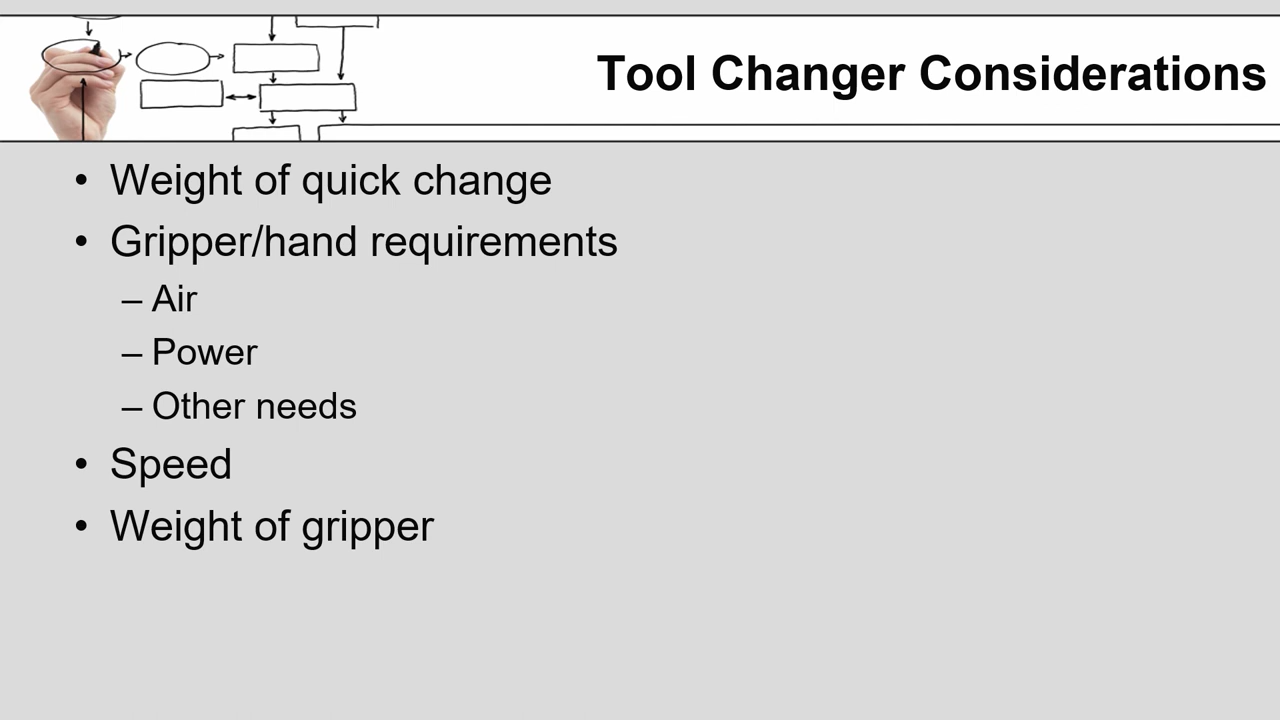 Tool Changer Considerations
• Weight of quick change
• Gripper/hand requirements
– Air
– Power
– Other needs
• Speed
• Weight of gripper